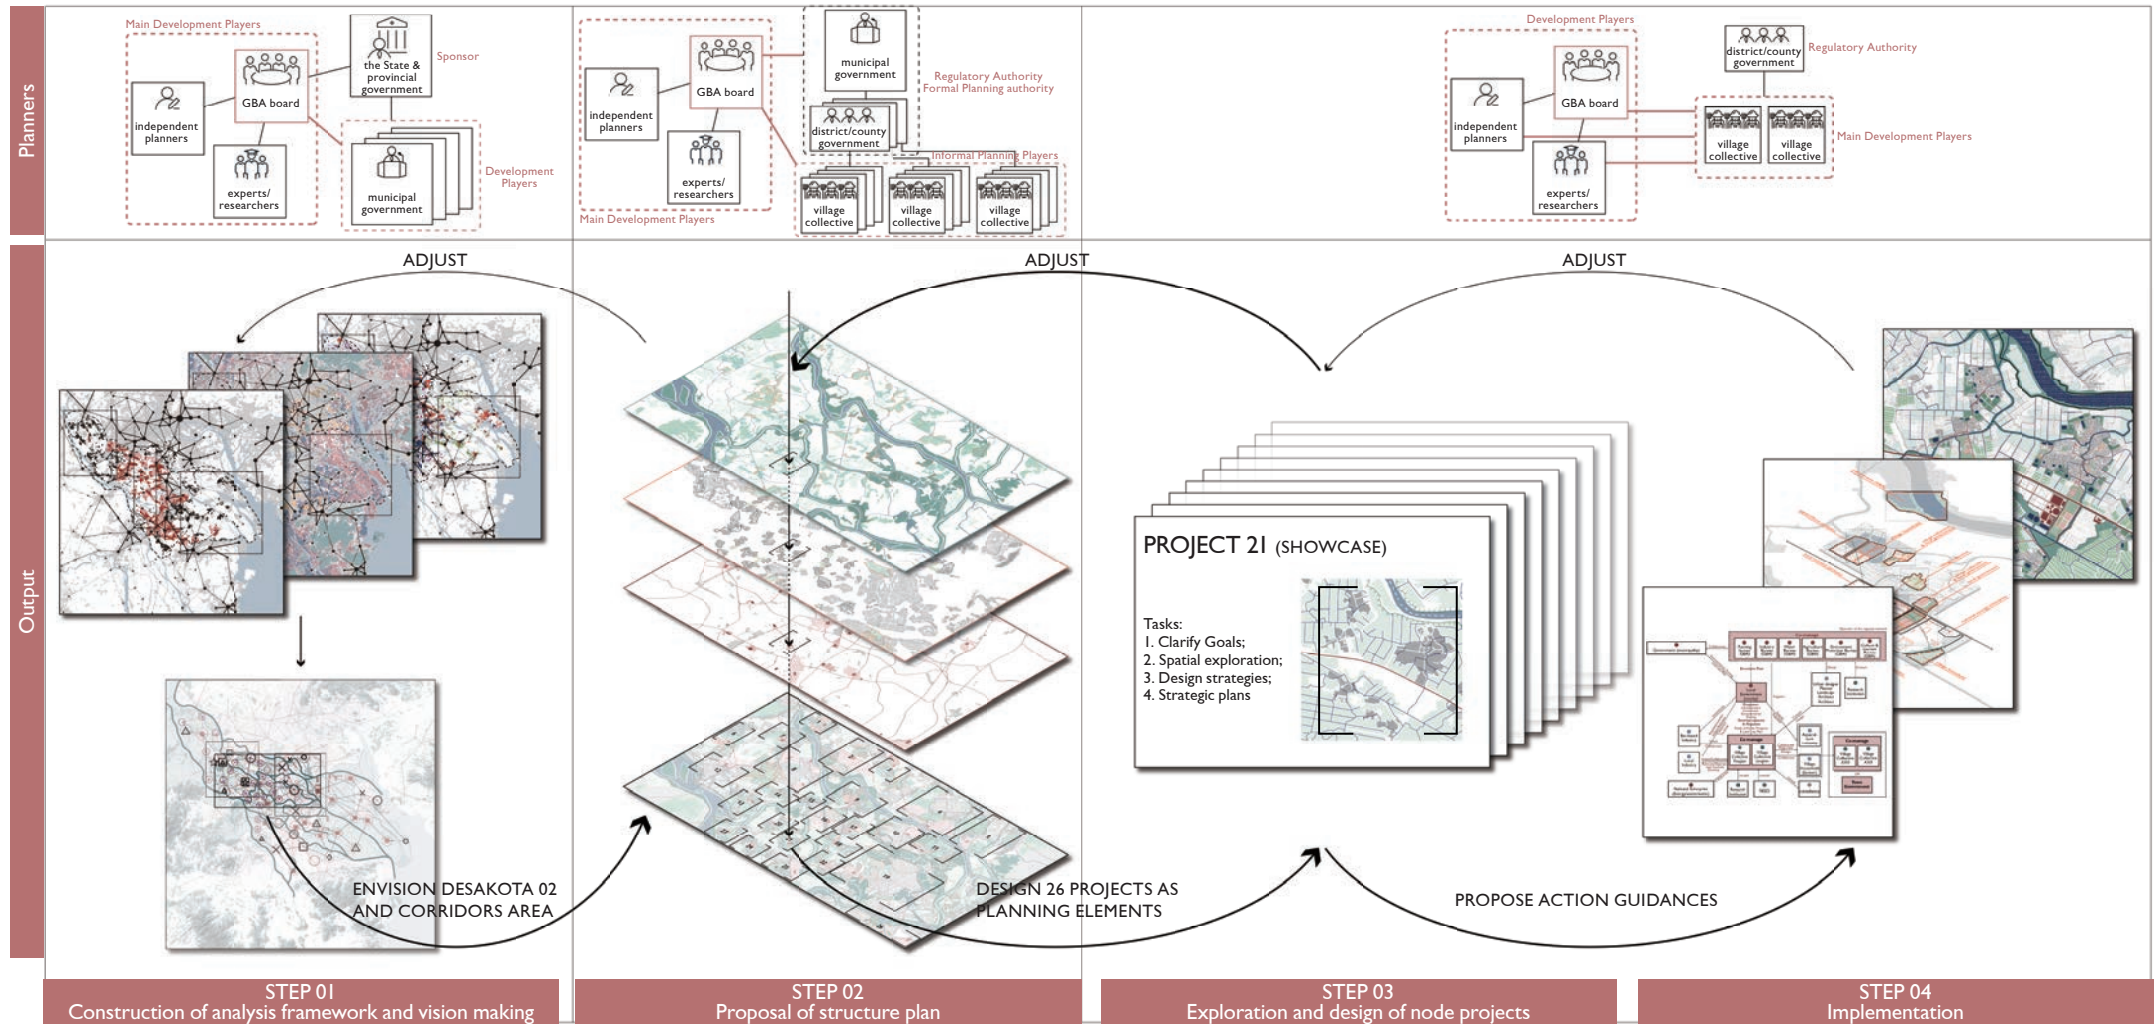 Planners
Main Development Players
the State &
provincial
government
Sponsor
GBA board
independent
planners
experts/
researchers
municipal
government
Development
Players
GBA board
independent
planners
experts/
researchers
Main Development Players
municipal
government
Regulatory Authority
Formal Planning authority
district/county
government
Informal Planning Players
village
collective
village
collective
village
collective
Development Players
GBA board
independent
planners
experts/
researchers
district/county
government
Regulatory Authority
village
collective
village
collective
Main Development Players
Output
ADJUST
ADJUST
ADJUST
PROJECT 21 (SHOWCASE)
Tasks:
1. Clarify Goals;
2. Spatial exploration;
3. Design strategies;
4. Strategic plans
ENVISION DESAKOTA 02
AND CORRIDORS AREA
DESIGN 26 PROJECTS AS
PLANNING ELEMENTS
PROPOSE ACTION GUIDANCES
STEP 01
Construction of analysis framework and vision making
STEP 02
Proposal of structure plan
STEP 03
Exploration and design of node projects
STEP 04
Implementation